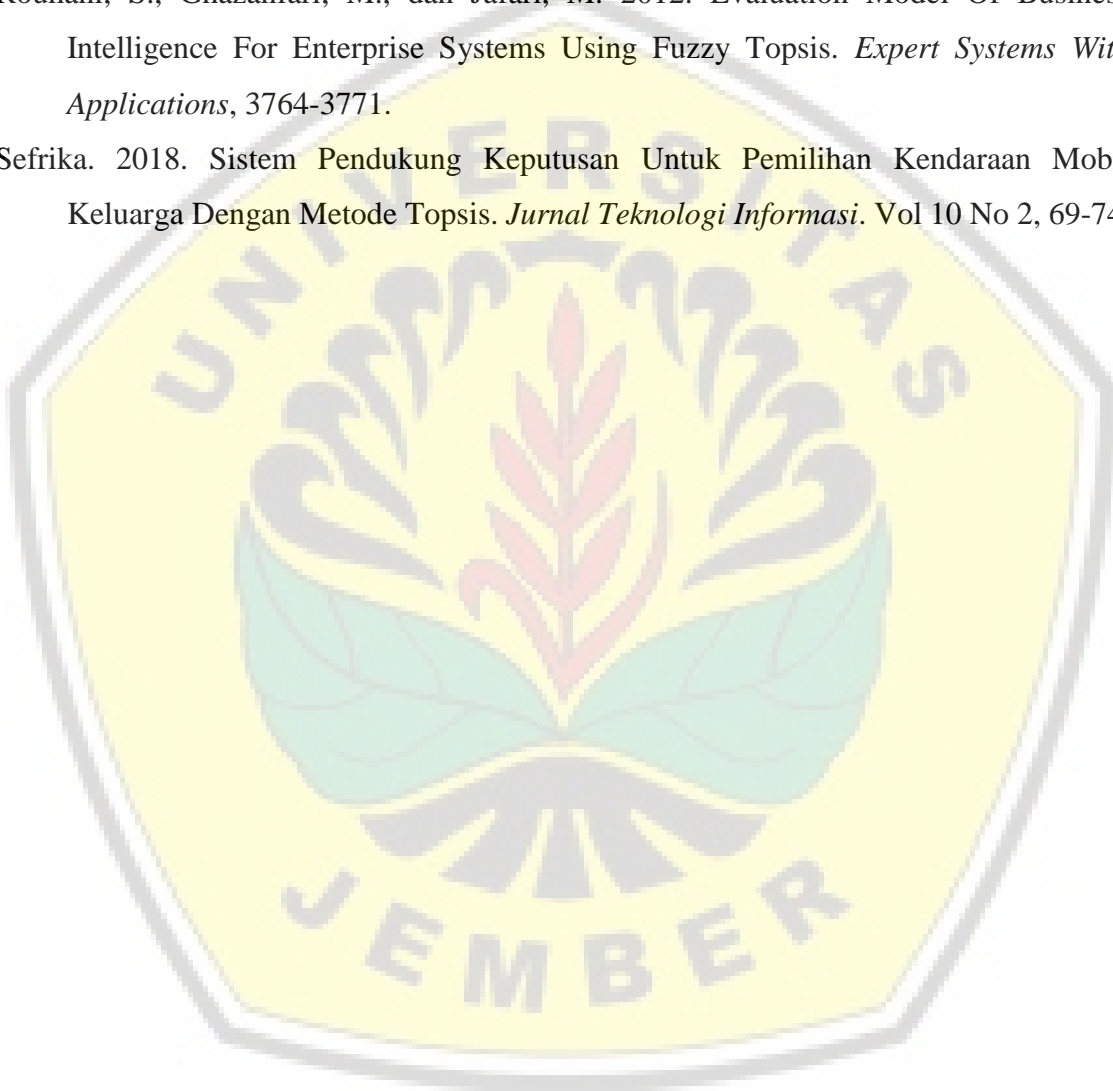 S., Ghazanfari, M., dan Jafari, M. 2012. Evaluation Model Of Busines
Intelligence For Enterprise Systems Using Fuzzy Topsis. Expert Systems Wit
Applications, 3764-3771.
Sefrika. 2018. Sistem Pendukung Keputusan Untuk Pemilihan Kendaraan Mob
Keluarga Dengan Metode Topsis. Jurnal Teknologi Informasi. Vol 10 No 2, 69-74
UNIVERSITAS
JEMBER